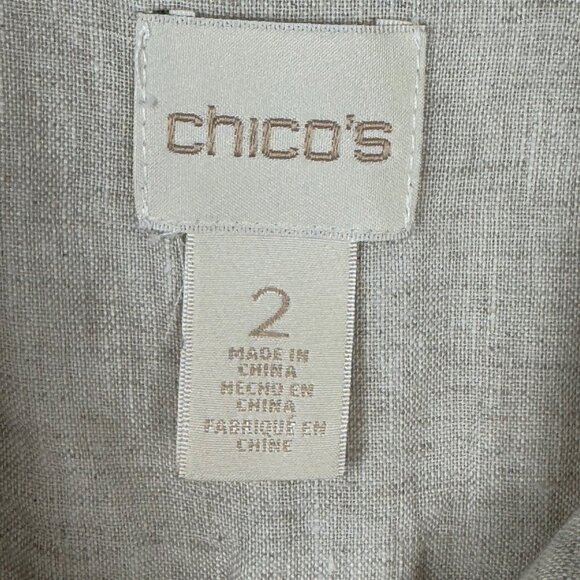 chico's
2
MADE IN
CHINA
HECHO EN
CHINA
FABRIQUÉ EN
CHINE